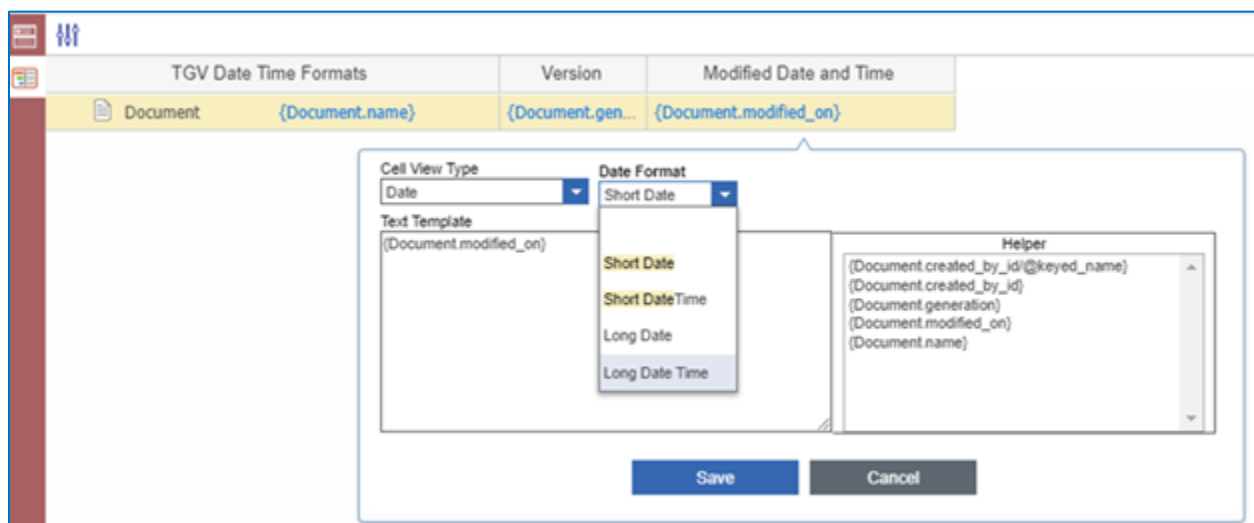 TGV Date Time Formats Version Modified Date and Time
Document {Document.name} {Document.gen... {Document.modified_on}
Cell View Type Date Format
Date Short Date
Text Template
{Document.modified_on}
Short Date
Short DateTime
Long Date
Long Date Time
Helper
{Document.created_by_id/@keyed_name}
{Document.created_by_id}
{Document.generation}
{Document.modified_on}
{Document.name}
Save Cancel